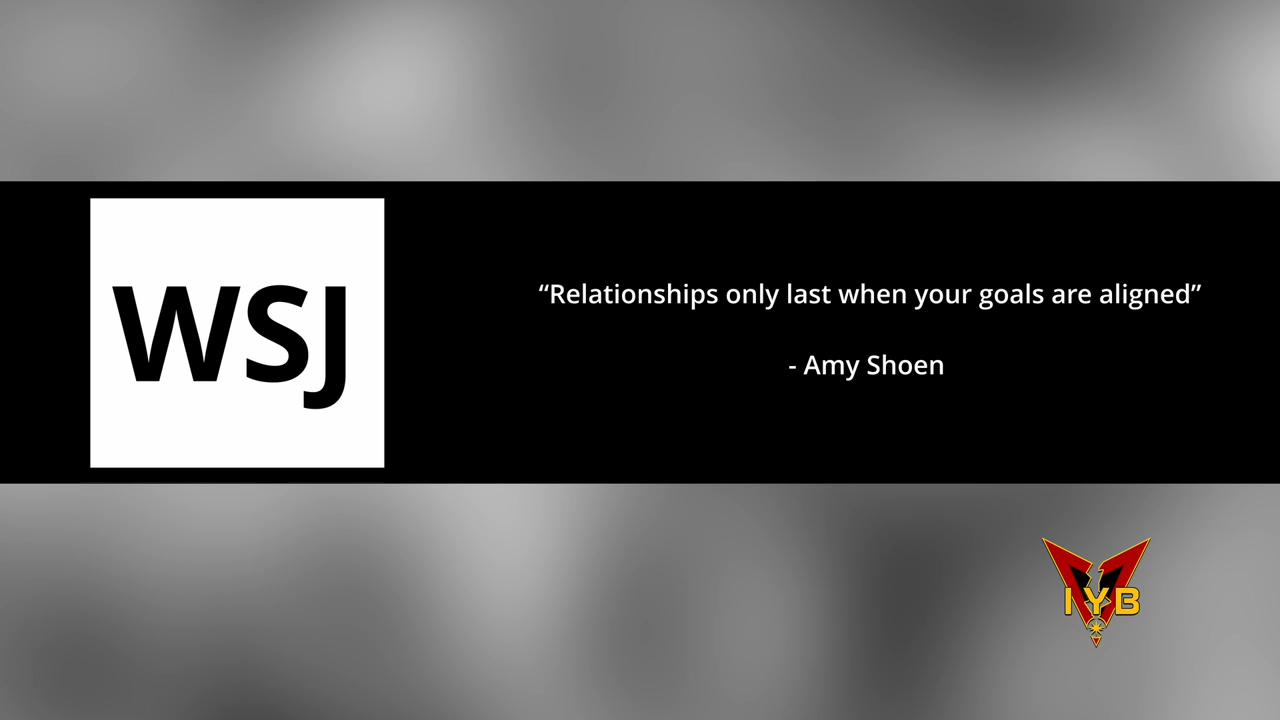 WSJ
“Relationships only last when your goals are aligned”
- Amy Shoen
IYB